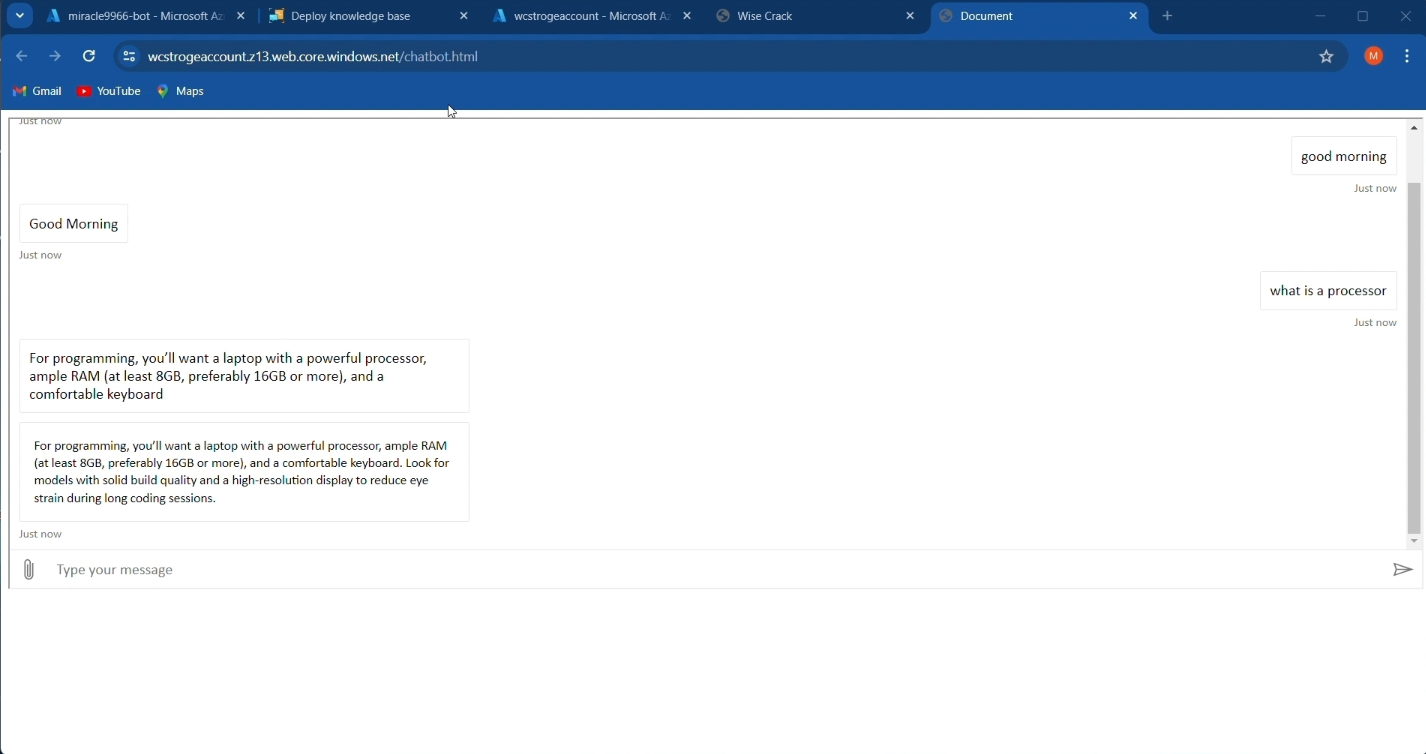 miracle9966-bot - Microsoft Az
Deploy knowledge base
wcstrogeaccount - Microsoft Az
Wise Crack
Document
wcstrogeaccount.z13.web.core.windows.net/chatbot.html
M
Gmail
YouTube
Maps
Just now
good morning
Just now
Good Morning
Just now
what is a processor
Just now
For programming, you'll want a laptop with a powerful processor,
ample RAM (at least 8GB, preferably 16GB or more), and a
comfortable keyboard
For programming, you'll want a laptop with a powerful processor, ample RAM
(at least 8GB, preferably 16GB or more), and a comfortable keyboard. Look for
models with solid build quality and a high-resolution display to reduce eye
strain during long coding sessions.
Just now
Type your message